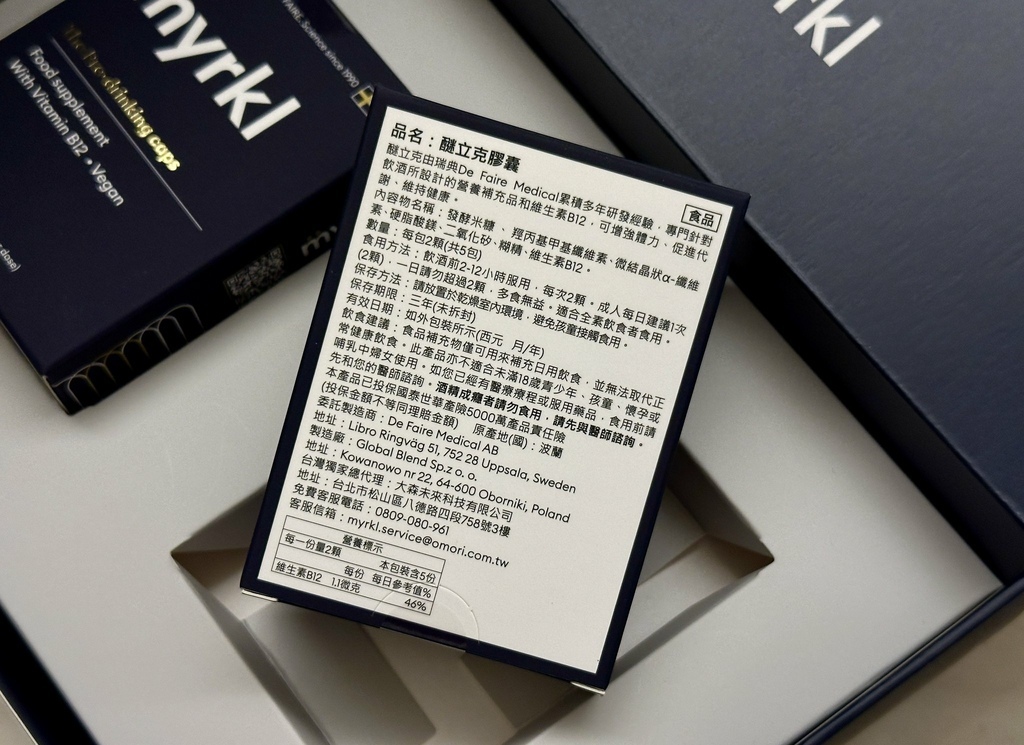 myrkl
DE FAIRE. Science since 1990
the Pre-drinking caps
Food supplement
With Vitamin B12 • Vegan
dose)
my
rkl
品名：醚立克膠囊
食品
醚立克由瑞典De Faire Medical累積多年研發經驗，專門針對
飲酒所設計的營養補充品和維生素B12，可增強體力、促進代
謝、維持健康。
內容物名稱：發酵米糠、羥丙基甲基纖維素、微結晶狀α-纖維
素、硬脂酸鎂、二氧化矽、糊精、維生素B12。
數量：每包2顆(共5包)
食用方法：飲酒前2-12小時服用，每次2顆。成人每日建議1次
(2顆)，一日請勿超過2顆，多食無益。適合全素飲食者食用。
保存方法：請放置於乾燥室內環境，避免孩童接觸食用。
保存期限：三年(未拆封)
有效日期：如外包裝所示(西元 月/年)
飲食建議：食品補充物僅可用來補充日用飲食，並無法取代正
常健康飲食。此產品亦不適合未滿18歲青少年、孩童、懷孕或
哺乳中婦女使用。如您已經有醫療療程或服用藥品，食用前請
先和您的醫師諮詢。酒精成癮者請勿食用，請先與醫師諮詢。
本產品已投保國泰世華產險5000萬產品責任險
(投保金額不等同理賠金額) 原產地(國)：波蘭
委託製造商：De Faire Medical AB
地址：Libro Ringväg 51, 752 28 Uppsala, Sweden
製造廠：Global Blend Sp.z o. o.
地址：Kowanowo nr 22, 64-600 Oborniki, Poland
台灣獨家總代理：大森未來科技有限公司
地址：台北市松山區八德路四段758號3樓
免費客服電話：0809-080-961
客服信箱：myrkl.service@omori.com.tw
營養標示
每一份量2顆 本包裝含5份
每份 每日參考值%
維生素B12 1.1微克 46%